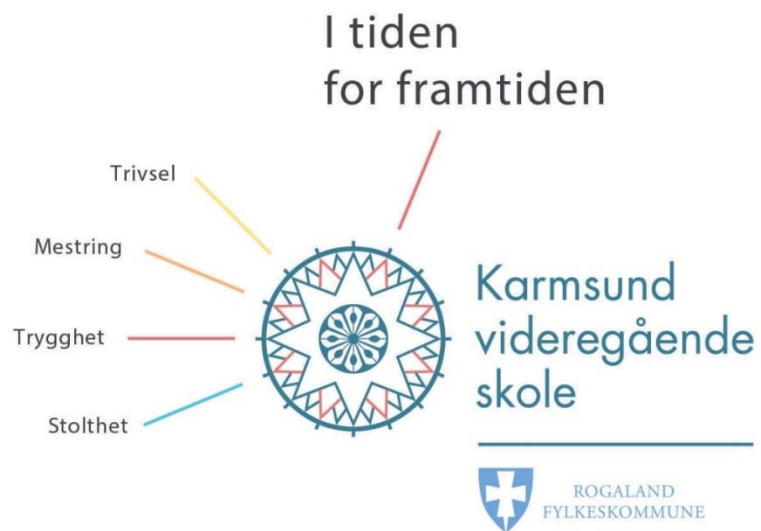 I tiden
for framtiden
Trivsel
Mestring
Trygghet
Stolthet
Karmsund
videregående
skole
ROGALAND
FYLKESKOMMUNE